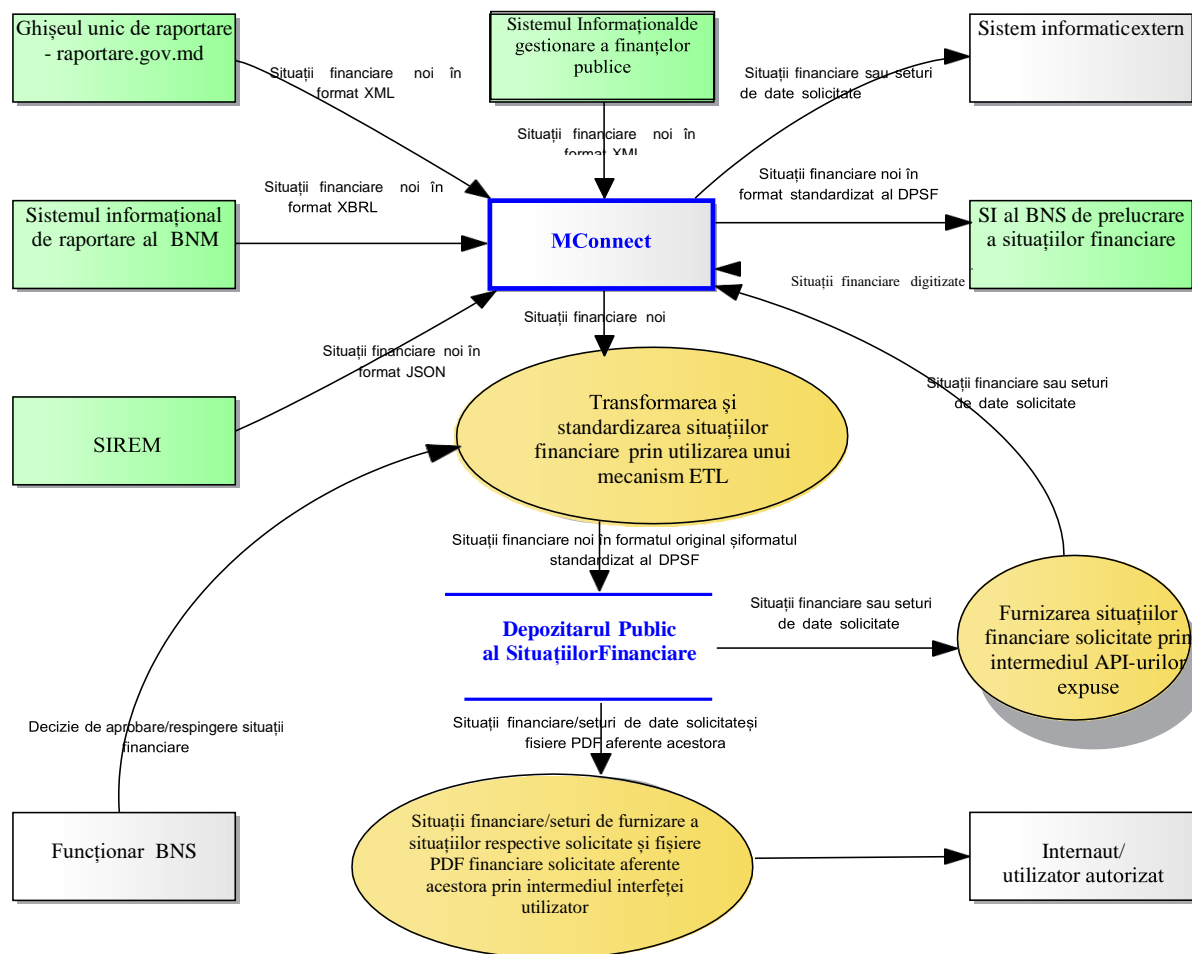 Ghișeul unic de raportare
- raportare.gov.md
Sistemul Informaționalde
gestionare a finanțelor
publice
Sistem informaticextern
Situații financiare noi în
format XML
Situații financiare sau seturi
de date solicitate
Situații financiare noi în
format XML
Situații financiare noi în
format XBRL
Situații financiare noi în
format standardizat al DPSF
Sistemul informațional
de raportare al BNM
MConnect
SI al BNS de prelucrare
a situațiilor financiare
Situații financiare digitizate
Situații financiare noi
Situații financiare noi în
format JSON
Situații financiare sau seturi
de date solicitate
SIREM
Transformarea și
standardizarea situațiilor
financiare prin utilizarea unui
mecanism ETL
Situații financiare noi în formatul original șiformatul
standardizat al DPSF
Situații financiare sau seturi
de date solicitate
Depozitarul Public
al SituațiilorFinanciare
Furnizarea situațiilor
financiare solicitate prin
intermediul API-urilor
expuse
Decizie de aprobare/respingere situații
financiare
Situații financiare/seturi de date solicitateși
fisiere PDF aferente acestora
Funcționar BNS
Situații financiare/seturi de furnizare a
situațiilor respective solicitate și fișiere
PDF financiare solicitate aferente
acestora prin intermediul interfeței
utilizator
Internaut/
utilizator autorizat